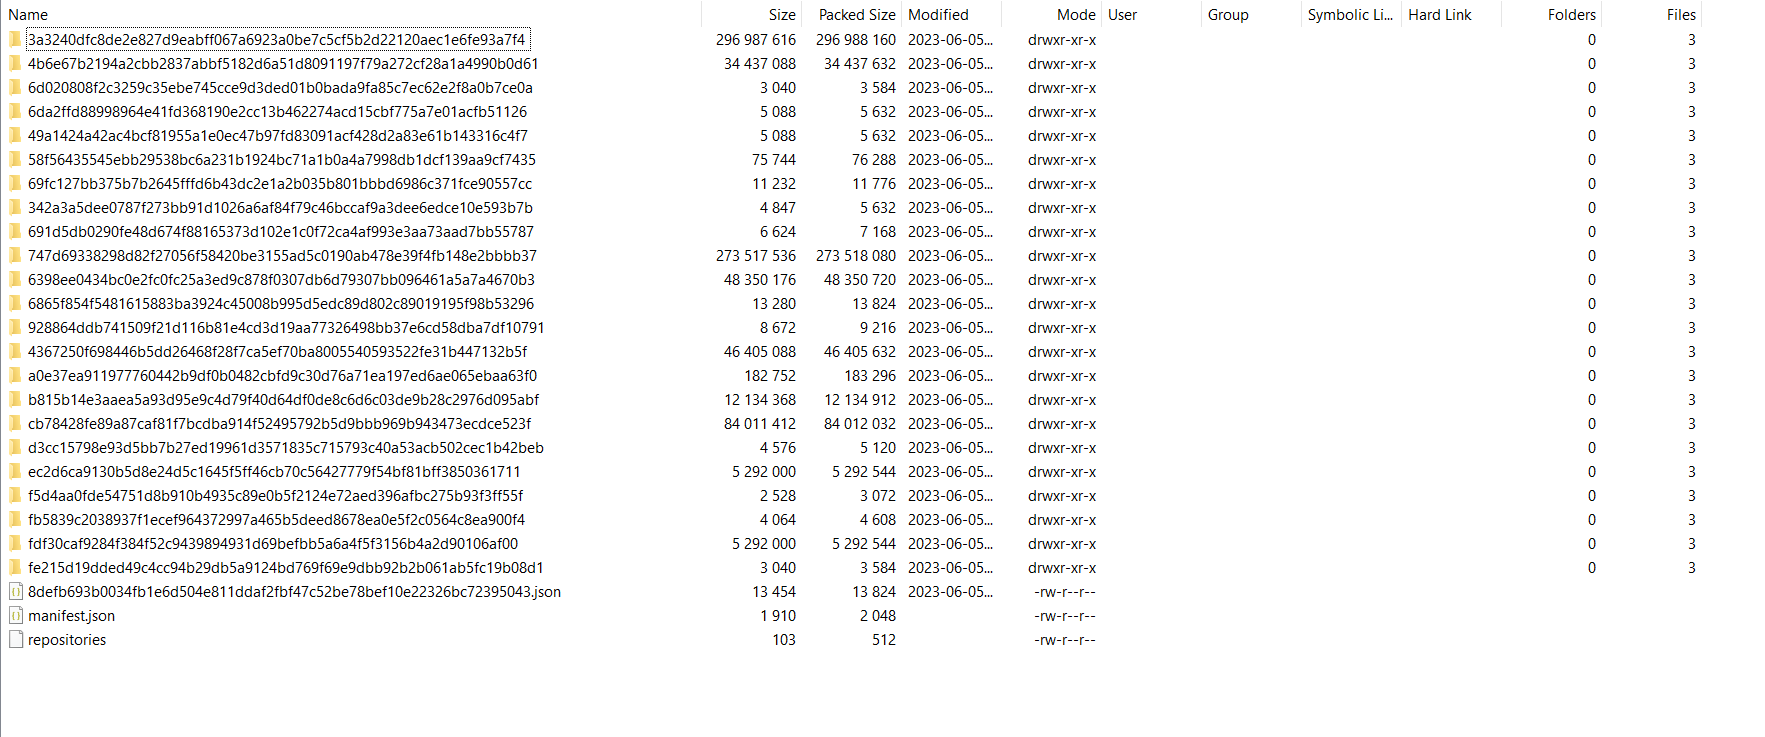 Name Size Packed Size Modified Mode User Group Symbolic Li... Hard Link Folders Files
3a3240dfc8de2e827d9eabff067a6923a0be7c5cf5b2d22120aec1e6fe93a7f4 296 987 616 296 988 160 2023-06-05... drwxr-xr-x 0 3
4b6e67b2194a2cbb2837abbf5182d6a51d8091197f79a272cf28a1a4990b0d61 34 437 088 34 437 632 2023-06-05... drwxr-xr-x 0 3
6d020808f2c3259c35ebe745cce9d3ded01b0bada9fa85c7ec62e2f8a0b7ce0a 3 040 3 584 2023-06-05... drwxr-xr-x 0 3
6da2ffd88998964e41fd368190e2cc13b462274acd15cbf775a7e01acfb51126 5 088 5 632 2023-06-05... drwxr-xr-x 0 3
49a1424a42ac4bcf81955a1e0ec47b97fd83091acf428d2a83e61b143316c4f7 5 088 5 632 2023-06-05... drwxr-xr-x 0 3
58f56435545ebb29538bc6a231b1924bc71a1b0a4a7998db1dcf139aa9cf7435 75 744 76 288 2023-06-05... drwxr-xr-x 0 3
69fc127bb375b7b2645fffd6b43dc2e1a2b035b801bbbd6986c371fce90557cc 11 232 11 776 2023-06-05... drwxr-xr-x 0 3
342a3a5dee0787f273bb91d1026a6af84f79c46bccaf9a3dee6edce10e593b7b 4 847 5 632 2023-06-05... drwxr-xr-x 0 3
691d5db0290fe48d674f88165373d102e1c0f72ca4af993e3aa73aad7bb55787 6 624 7 168 2023-06-05... drwxr-xr-x 0 3
747d69338298d82f27056f58420be3155ad5c0190ab478e39f4fb148e2bbbb37 273 517 536 273 518 080 2023-06-05... drwxr-xr-x 0 3
6398ee0434bc0e2fc0fc25a3ed9c878f0307db6d79307bb096461a5a7a4670b3 48 350 176 48 350 720 2023-06-05... drwxr-xr-x 0 3
6865f854f5481615883ba3924c45008b995d5edc89d802c89019195f98b53296 13 280 13 824 2023-06-05... drwxr-xr-x 0 3
928864ddb741509f21d116b81e4cd3d19aa77326498bb37e6cd58dba7df10791 8 672 9 216 2023-06-05... drwxr-xr-x 0 3
4367250f698446b5dd26468f28f7ca5ef70ba8005540593522fe31b447132b5f 46 405 088 46 405 632 2023-06-05... drwxr-xr-x 0 3
a0e37ea911977760442b9df0b0482cbfd9c30d76a71ea197ed6ae065ebaa63f0 182 752 183 296 2023-06-05... drwxr-xr-x 0 3
b815b14e3aaea5a93d95e9c4d79f40d64df0de8c6d6c03de9b28c2976d095abf 12 134 368 12 134 912 2023-06-05... drwxr-xr-x 0 3
cb78428fe89a87caf81f7bcdba914f52495792b5d9bbb969b943473ecdce523f 84 011 412 84 012 032 2023-06-05... drwxr-xr-x 0 3
d3cc15798e93d5bb7b27ed19961d3571835c715793c40a53acb502cec1b42beb 4 576 5 120 2023-06-05... drwxr-xr-x 0 3
ec2d6ca9130b5d8e24d5c1645f5ff46cb70c56427779f54bf81bff3850361711 5 292 000 5 292 544 2023-06-05... drwxr-xr-x 0 3
f5d4aa0fde54751d8b910b4935c89e0b5f2124e72aed396afbc275b93f3ff55f 2 528 3 072 2023-06-05... drwxr-xr-x 0 3
fb5839c2038937f1ecef964372997a465b5deed8678ea0e5f2c0564c8ea900f4 4 064 4 608 2023-06-05... drwxr-xr-x 0 3
fdf30caf9284f384f52c9439894931d69befbb5a6a4f5f3156b4a2d90106af00 5 292 000 5 292 544 2023-06-05... drwxr-xr-x 0 3
fe215d19dded49c4cc94b29db5a9124bd769f69e9dbb92b2b061ab5fc19b08d1 3 040 3 584 2023-06-05... drwxr-xr-x 0 3
8defb693b0034fb1e6d504e811ddaf2fbf47c52be78bef10e22326bc72395043.json 13 454 13 824 2023-06-05... -rw-r--r--
manifest.json 1 910 2 048 -rw-r--r--
repositories 103 512 -rw-r--r--